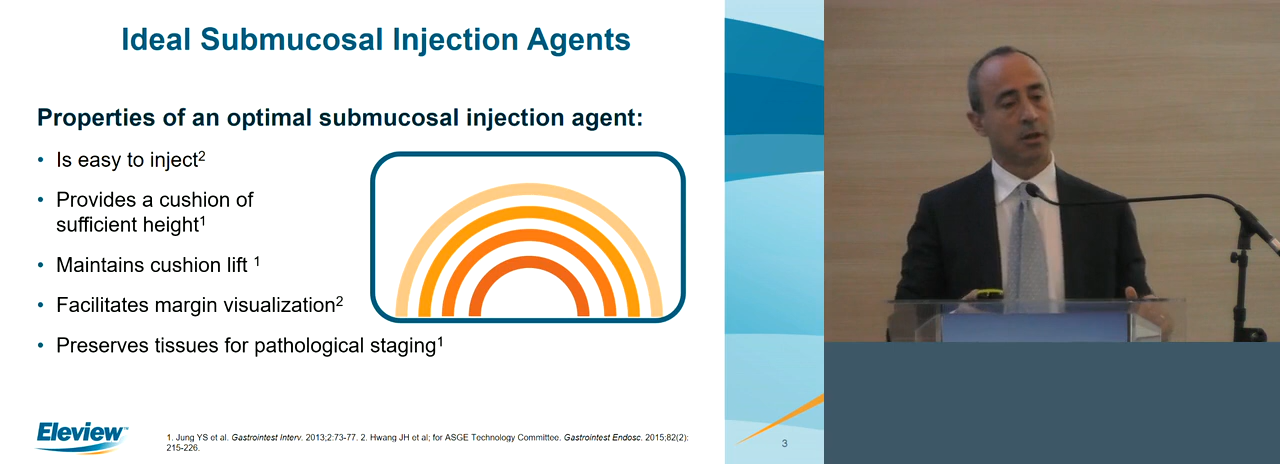 Ideal Submucosal Injection Agents
Properties of an optimal submucosal injection agent:
• Is easy to inject2
• Provides a cushion of
sufficient height1
• Maintains cushion lift 1
• Facilitates margin visualization2
• Preserves tissues for pathological staging1
Eleview™
1. Jung YS et al. Gastrointest Interv. 2013;2:73-77. 2. Hwang JH et al; for ASGE Technology Committee. Gastrointest Endosc. 2015;82(2):
215-226.
3